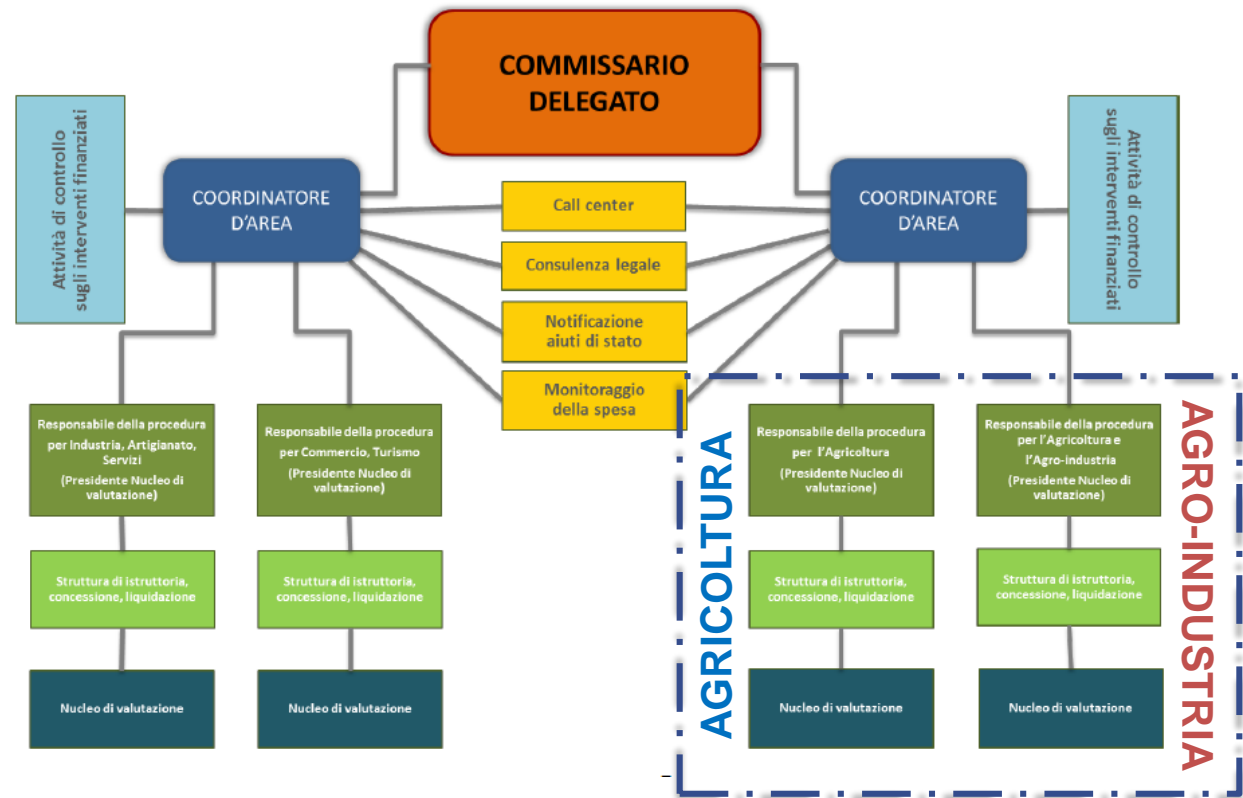 COMMISSARIO
DELEGATO
Attività di controllo
sugli interventi finanziati
COORDINATORE
D'AREA
Call center
Consulenza legale
Notificazione
aiuti di stato
Monitoraggio
della spesa
COORDINATORE
D'AREA
Attività di controllo
sugli interventi finanziati
Responsabile della procedura
per Industria, Artigianato,
Servizi
(Presidente Nucleo di
valutazione)
Responsabile della procedura
per Commercio, Turismo
(Presidente Nucleo di
valutazione)
AGRICOLTURA
Responsabile della procedura
per l'Agricoltura
(Presidente Nucleo di
valutazione)
Responsabile della procedura
per l'Agricoltura e
l'Agro-industria
(Presidente Nucleo di
valutazione)
AGRO-INDUSTRIA
Struttura di istruttoria,
concessione, liquidazione
Struttura di istruttoria,
concessione, liquidazione
Struttura di istruttoria,
concessione, liquidazione
Struttura di istruttoria,
concessione, liquidazione
Nucleo di valutazione
Nucleo di valutazione
Nucleo di valutazione
Nucleo di valutazione